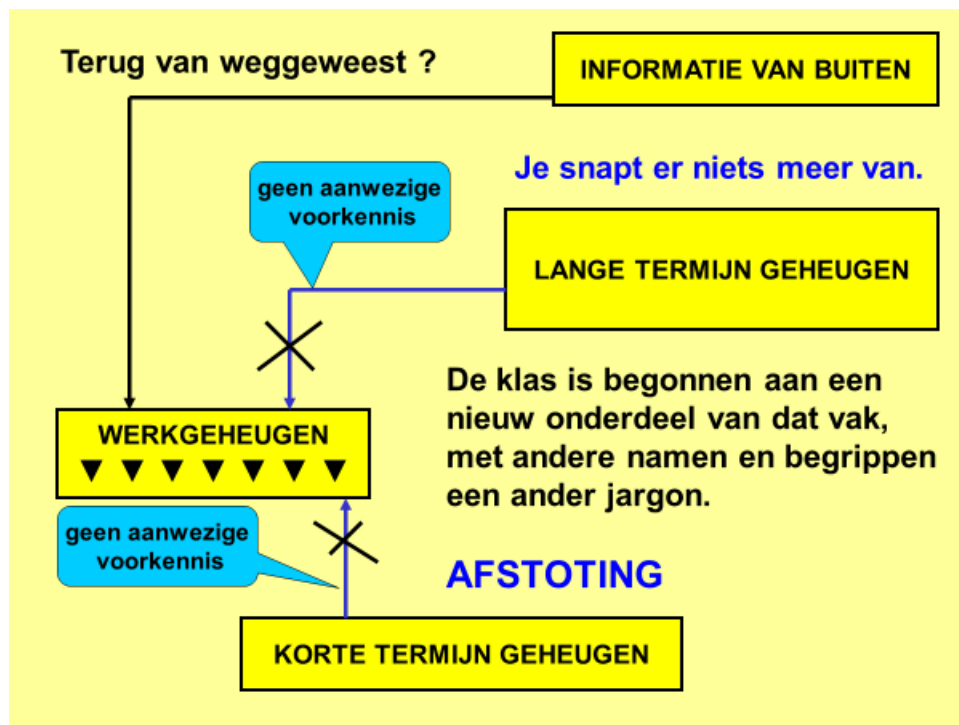 Terug van weggeweest ?
INFORMATIE VAN BUITEN
Je snapt er niets meer van.
geen aanwezige
voorkennis
LANGE TERMIJN GEHEUGEN
De klas is begonnen aan een
nieuw onderdeel van dat vak,
met andere namen en begrippen
een ander jargon.
WERKGEHEUGEN
geen aanwezige
voorkennis
AFSTOTING
KORTE TERMIJN GEHEUGEN